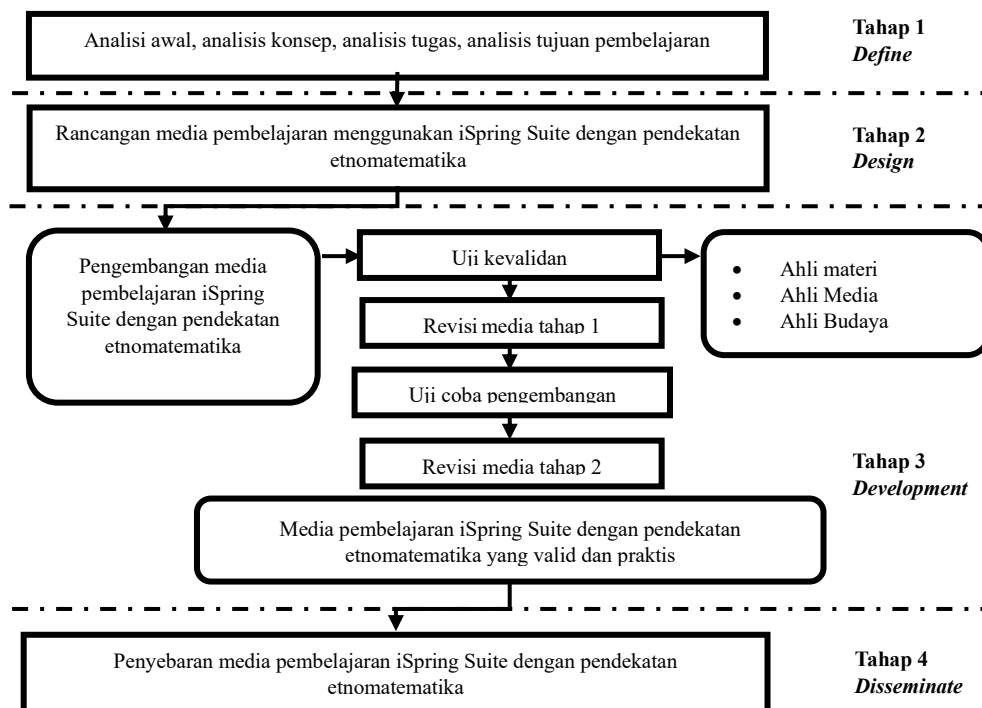 Analisi awal, analisis konsep, analisis tugas, analisis tujuan pembelajaran
Tahap 1
Define
Rancangan media pembelajaran menggunakan iSpring Suite dengan pendekatan
etnomatematika
Tahap 2
Design
Pengembangan media
pembelajaran iSpring
Suite dengan pendekatan
etnomatematika
Uji kevalidan
• Ahli materi
• Ahli Media
• Ahli Budaya
Revisi media tahap 1
Uji coba pengembangan
Revisi media tahap 2
Tahap 3
Development
Media pembelajaran iSpring Suite dengan pendekatan
etnomatematika yang valid dan praktis
Penyebaran media pembelajaran iSpring Suite dengan pendekatan
etnomatematika
Tahap 4
Disseminate